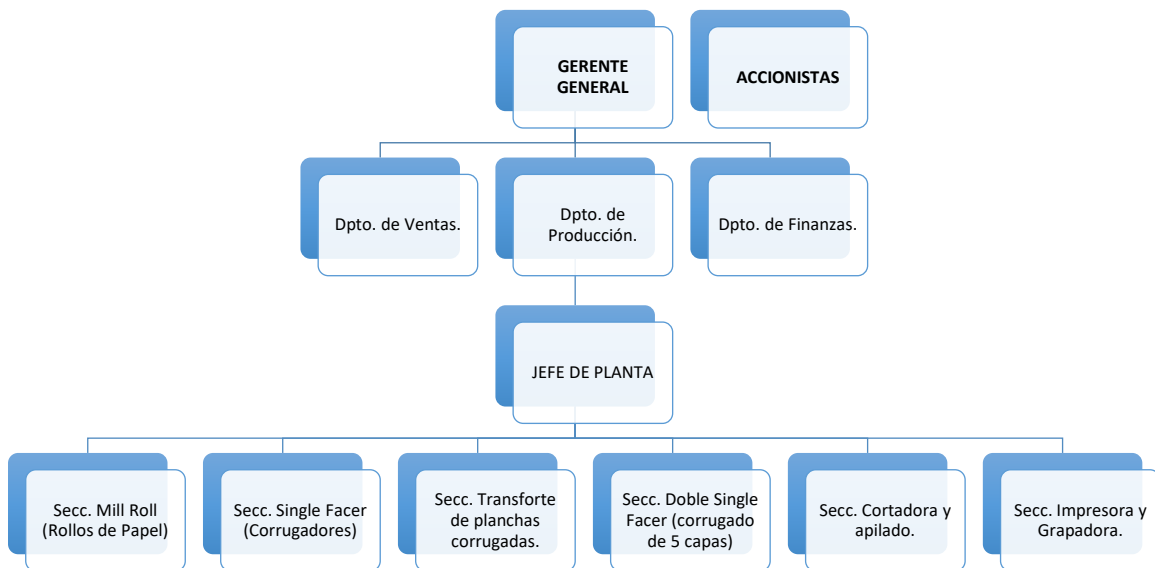 GERENTE
GENERAL
ACCIONISTAS
Dpto. de Ventas.
Dpto. de
Producción.
Dpto. de Finanzas.
JEFE DE PLANTA
Secc. Mill Roll
(Rollos de Papel)
Secc. Single Facer
(Corrugadores)
Secc. Transforte
de planchas
corrugadas.
Secc. Doble Single
Facer (corrugado
de 5 capas)
Secc. Cortadora y
apilado.
Secc. Impresora y
Grapadora.